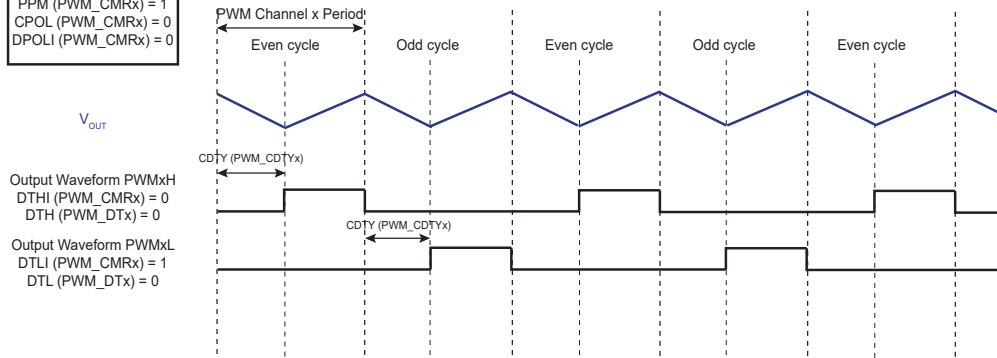 PPM (PWM_CMRx) = 1
CPOL (PWM_CMRx) = 0
DPOLI (PWM_CMRx) = 0
PWM Channel x Period
Even cycle
Odd cycle
Even cycle
Odd cycle
Even cycle
VOUT
CDTY (PWM_CDTYx)
Output Waveform PWMxH
DTHI (PWM_CMRx) = 0
DTH (PWM_DTx) = 0
CDTY (PWM_CDTYx)
Output Waveform PWMxL
DTLI (PWM_CMRx) = 1
DTL (PWM_DTx) = 0